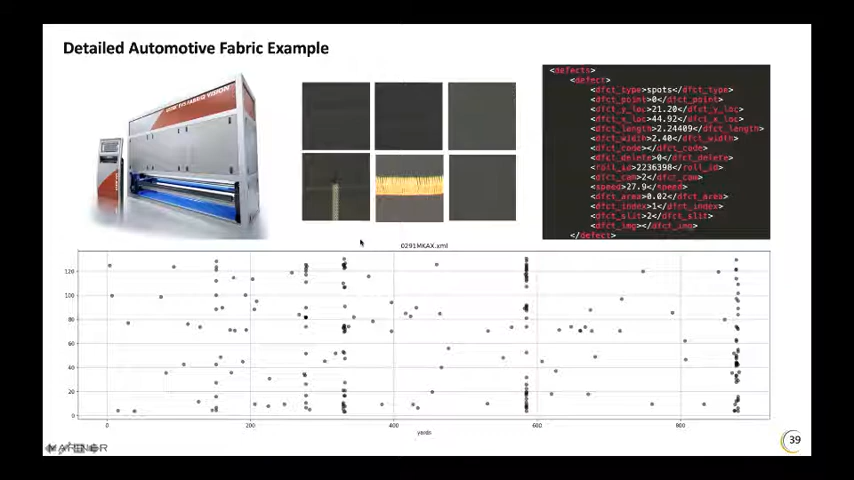 Detailed Automotive Fabric Example
<defects>
<defect>
<dfct_type>spots</dfct_type>
<dfct_point>0</dfct_point>
<dfct_y_loc>21.20</dfct_y_loc>
<dfct_x_loc>44.92</dfct_x_loc>
<dfct_length>2.24409</dfct_length>
<dfct_width>2.40</dfct_width>
<dfct_code></dfct_code>
<dfct_delete>0</dfct_delete>
<roll_id>2236398</roll_id>
<dfct_cam>2</dfct_cam>
<speed>27.9</speed>
<dfct_area>0.02</dfct_area>
<dfct_index>1</dfct_index>
<dfct_slit>2</dfct_slit>
<dfct_img></dfct_img>
</defect>
0291MKAX.xml
120
100
80
60
40
20
0
0 200 400 600 800
yards
MARINER
39